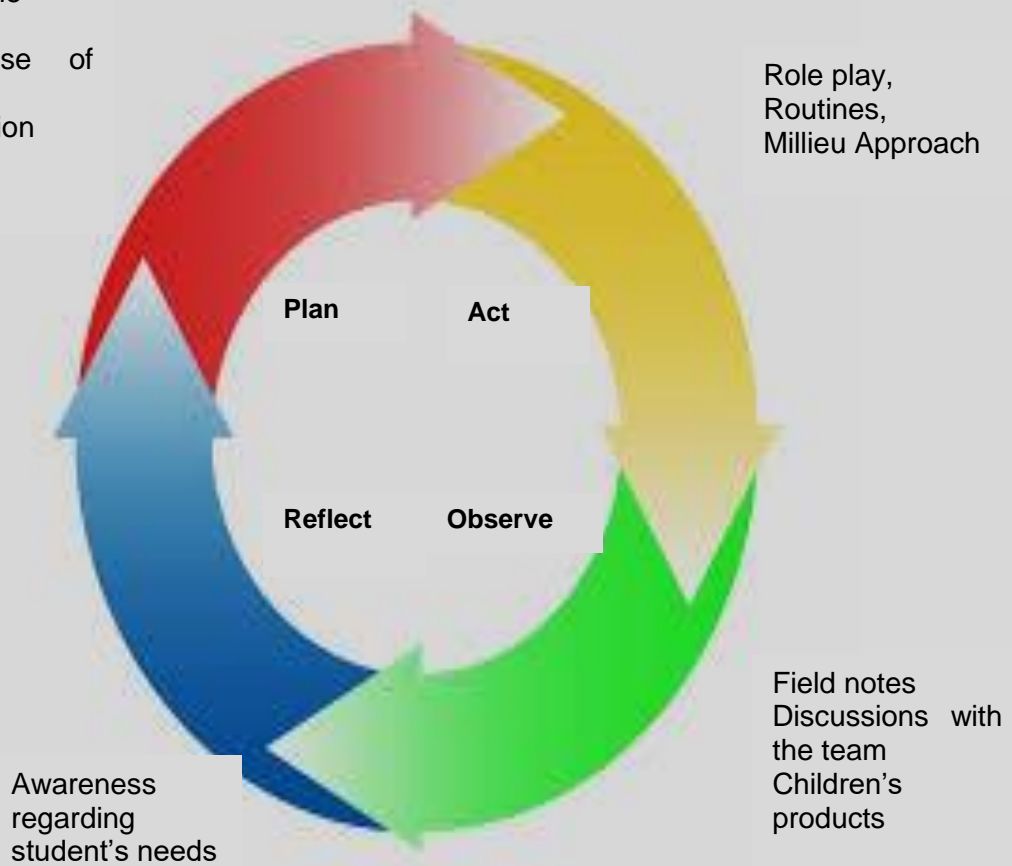 of
Role play,
Routines,
Millieu Approach
Plan
Act
Reflect
Observe
Field notes
Discussions with
the team
Children's
products
Awareness
regarding
student's needs